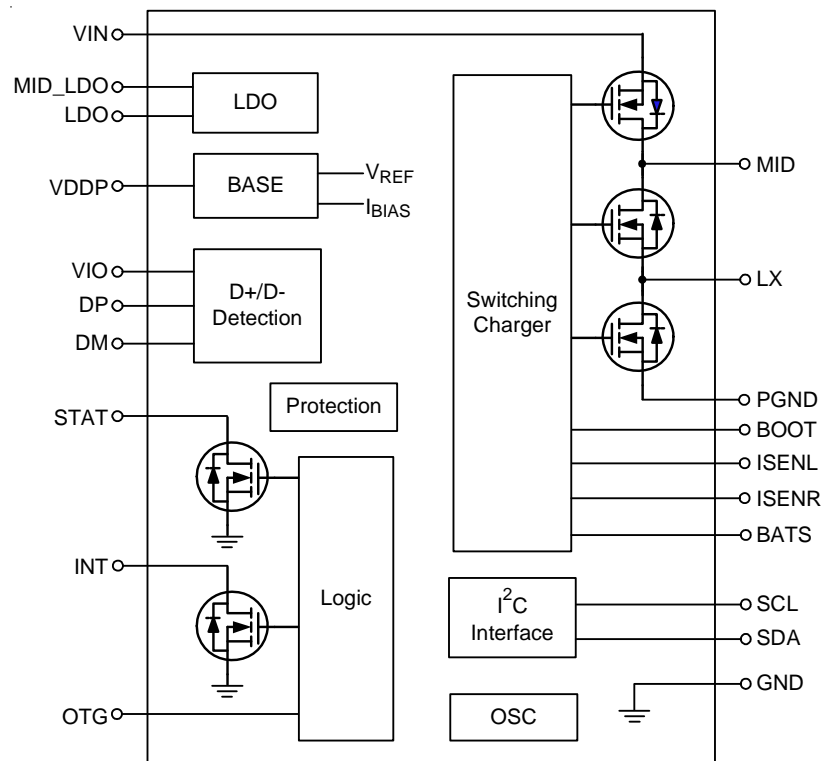 VIN
MID_LDO
LDO
LDO
VDDP
BASE
VREF
IBIAS
VIO
DP
DM
D+/D-
Detection
STAT
Protection
INT
Logic
OTG
Switching
Charger
MID
LX
PGND
BOOT
ISENL
ISENR
BATS
I2C
Interface
SCL
SDA
GND
OSC